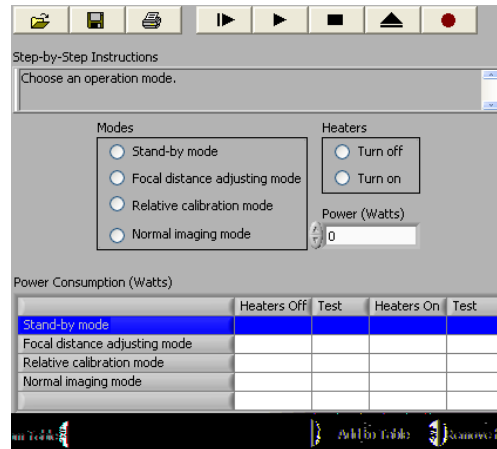 Step-by-Step Instructions
Choose an operation mode.
Modes
Heaters
Stand-by mode
Turn off
Focal distance adjusting mode
Turn on
Relative calibration mode
Power (Watts)
Normal imaging mode
0
Power Consumption (Watts)
Heaters Off Test Heaters On Test
Stand-by mode
Focal distance adjusting mode
Relative calibration mode
Normal imaging mode
Add to Table